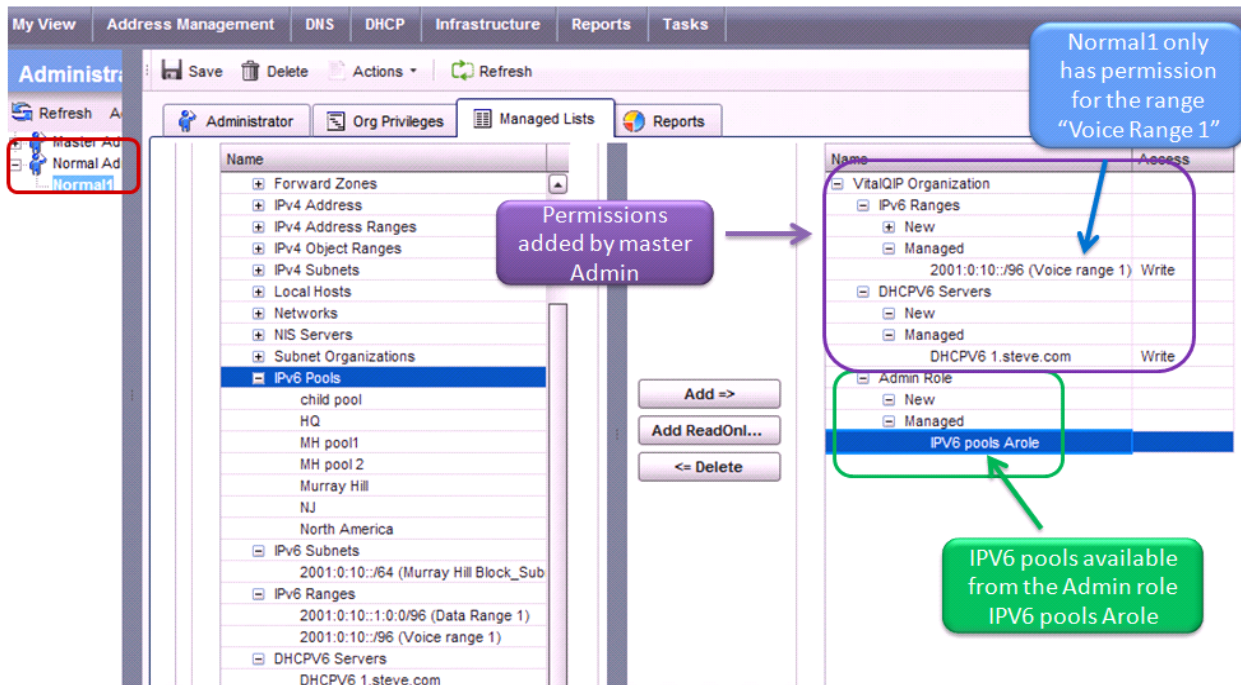 My View Address Management DNS DHCP Infrastructure Reports Tasks
Administra
Save Delete Actions Refresh
Refresh A
Master Ad
Normal Ad
Normal1
Administrator Org Privileges Managed Lists Reports
Name
Forward Zones
IPv4 Address
IPv4 Address Ranges
IPv4 Object Ranges
IPv4 Subnets
Local Hosts
Networks
NIS Servers
Subnet Organizations
IPv6 Pools
child pool
HQ
MH pool1
MH pool 2
Murray Hill
NJ
North America
IPv6 Subnets
2001:0:10::/64 (Murray Hill Block_Sub
IPv6 Ranges
2001:0:10::1:0:0/96 (Data Range 1)
2001:0:10::/96 (Voice range 1)
DHCPV6 Servers
DHCPV6 1.steve.com
Permissions
added by master
Admin
Add =>
Add ReadOnl...
<= Delete
Normal1 only
has permission
for the range
“Voice Range 1”
Name Access
VitalQIP Organization
IPv6 Ranges
New
Managed
2001:0:10::/96 (Voice range 1) Write
DHCPV6 Servers
New
Managed
DHCPV6 1.steve.com Write
Admin Role
New
Managed
IPV6 pools Arole
IPV6 pools available
from the Admin role
IPV6 pools Arole